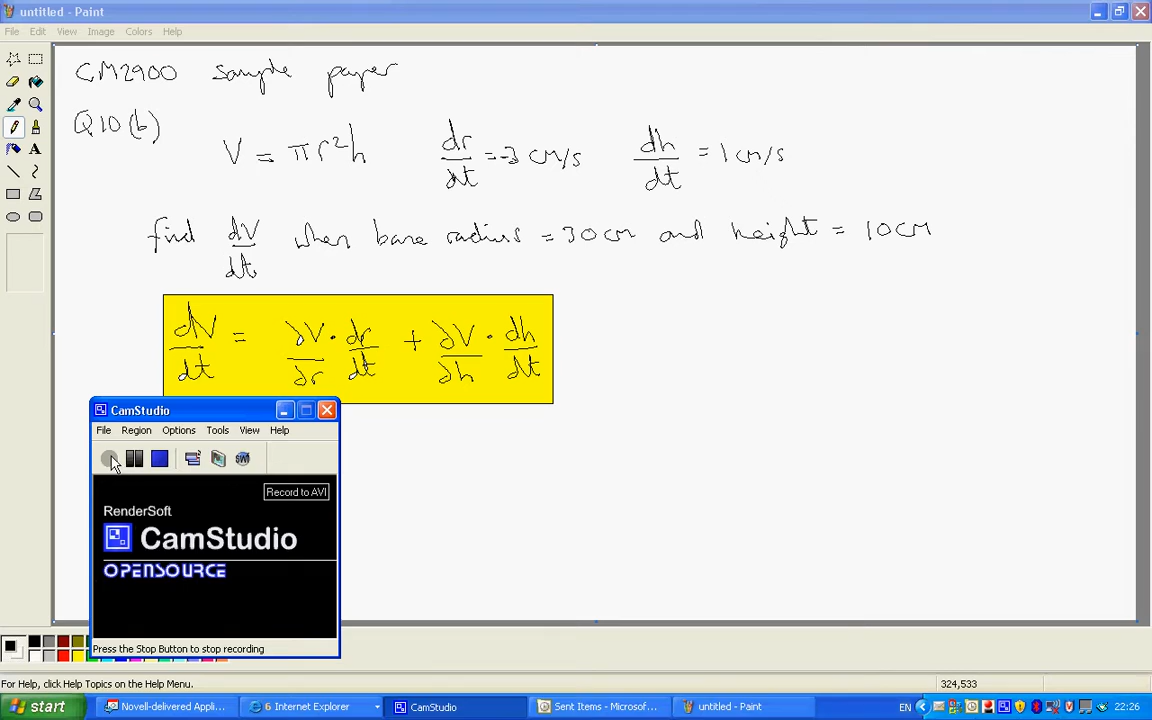 untitled - Paint
File Edit View Image Colors Help
CM2900 sample paper
Q10(b)
V = πr²h dr/dt = -3 cm/s dh/dt = 1 cm/s
find dV/dt when base radius = 30cm and height = 10cm
dV/dt = ∂V/∂r · dr/dt + ∂V/∂h · dh/dt
CamStudio
File Region Options Tools View Help
Record to AVI
RenderSoft
CamStudio
OPENSOURCE
Press the Stop Button to stop recording
For Help, click Help Topics on the Help Menu. 324,533
start Novell-delivered Appli... 6 Internet Explorer CamStudio Sent Items - Microsof... untitled - Paint EN 22:26